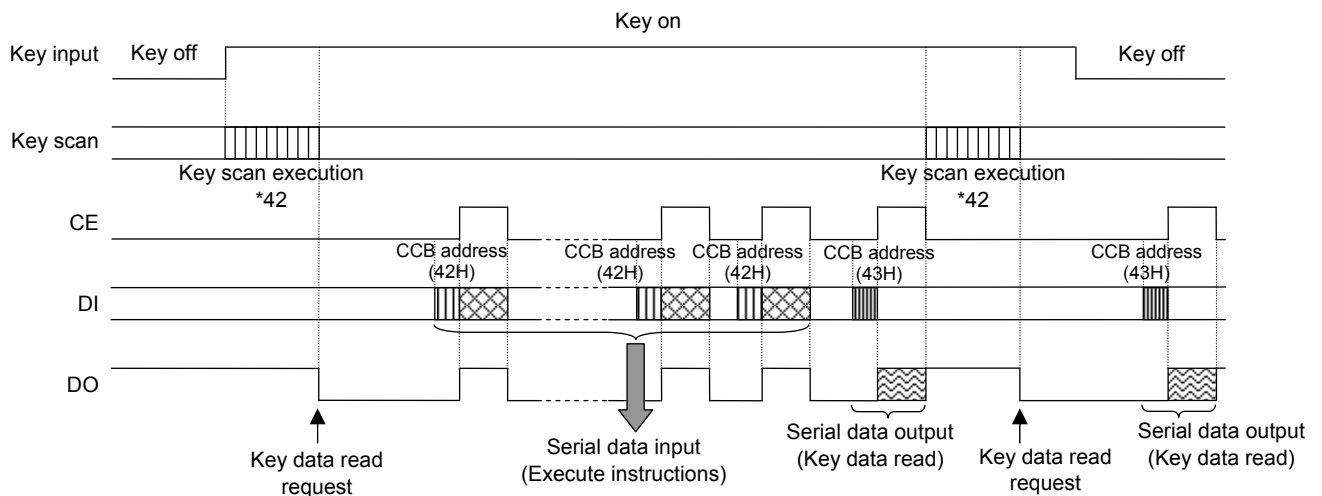 Key on
Key input
Key off
Key off
Key scan
Key scan execution
*42
Key scan execution
*42
CE
CCB address
(42H)
CCB address
(42H)
CCB address
(42H)
CCB address
(43H)
CCB address
(43H)
DI
DO
Key data read
request
Serial data input
(Execute instructions)
Serial data output
(Key data read)
Key data read
request
Serial data output
(Key data read)